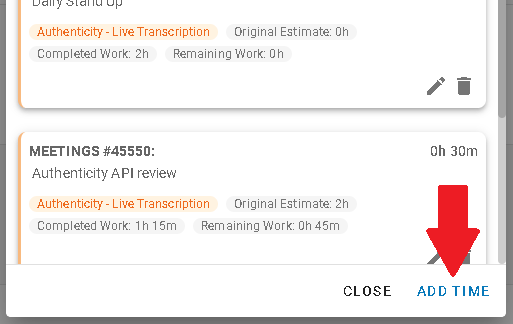 Daily Stand Up
Authenticity - Live Transcription Original Estimate: 0h
Completed Work: 2h Remaining Work: 0h
MEETINGS #45550: 0h 30m
Authenticity API review
Authenticity - Live Transcription Original Estimate: 2h
Completed Work: 1h 15m Remaining Work: 0h 45m
CLOSE ADD TIME